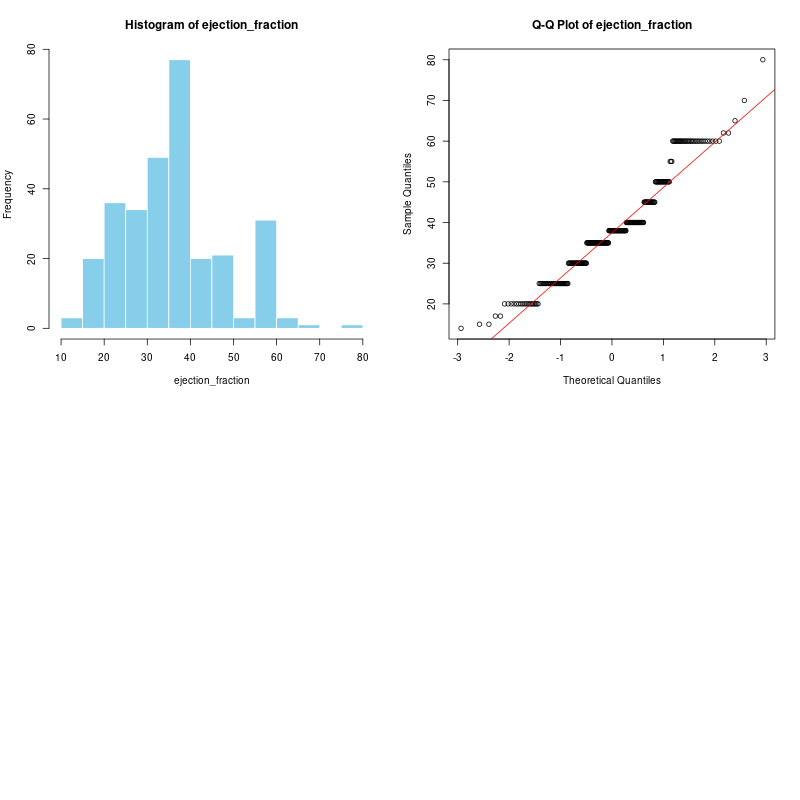 Histogram of ejection_fraction
Frequency
0
20
40
60
80
10 20 30 40 50 60 70 80
ejection_fraction
Q-Q Plot of ejection_fraction
Sample Quantiles
20
30
40
50
60
70
80
-3 -2 -1 0 1 2 3
Theoretical Quantiles